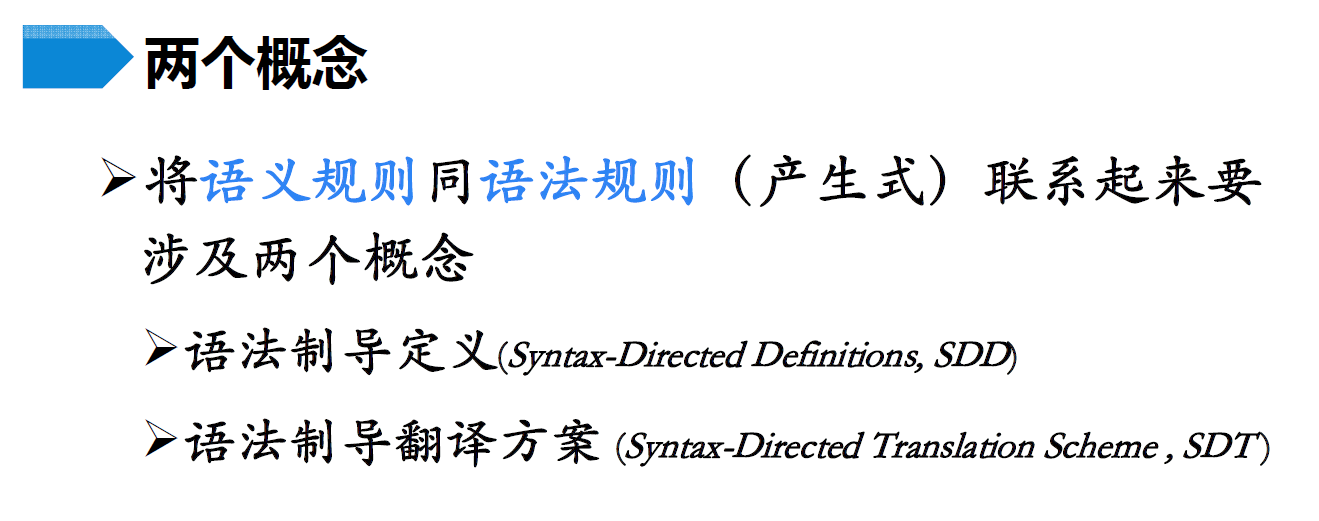 两个概念
将语义规则同语法规则（产生式）联系起来要
涉及两个概念
语法制导定义(Syntax-Directed Definitions, SDD)
语法制导翻译方案 (Syntax-Directed Translation Scheme , SDT)